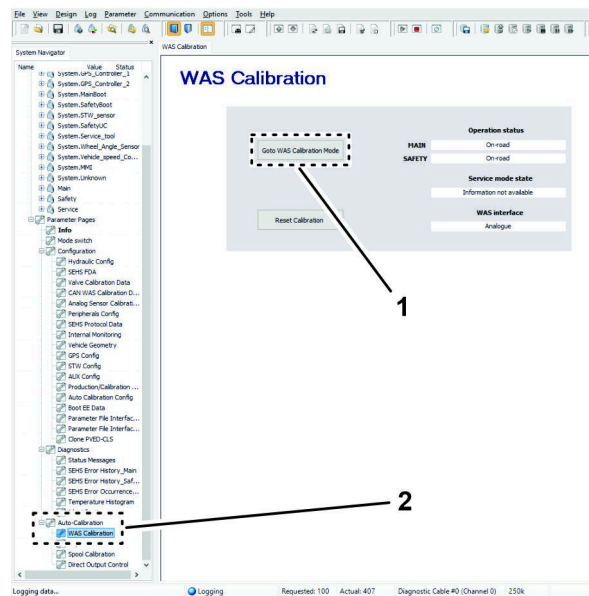 File View Design Log Parameter Communication Options Tools Help
System Navigator
Name Value Status
System.GPS_Controller_1
System.GPS_Controller_2
System.MainBoot
System.SafetyBoot
System.STW_sensor
System.SafetyUC
System.Service_tool
System.Wheel_Angle_Sensor
System.Vehicle_speed_Co...
System.MMI
System.Unknown
Main
Safety
Service
Parameter Pages
Info
Mode switch
Configuration
Hydraulic Config
SEHS FDA
Valve Calibration Data
CAN WAS Calibration D...
Analog Sensor Calibrati...
Peripherals Config
SEHS Protocol Data
Internal Monitoring
Vehicle Geometry
GPS Config
STW Config
AUX Config
Production/Calibration ...
Auto Calibration Config
Boot EE Data
Parameter File Interfac...
Parameter File Interfac...
Clone PVED-CLS
Diagnostics
Status Messages
SEHS Error History_Main
SEHS Error History_Saf...
SEHS Error Occurrence...
Temperature Histogram
Auto-Calibration
WAS Calibration
Spool Calibration
Direct Output Control
WAS Calibration
WAS Calibration
Goto WAS Calibration Mode
Reset Calibration
Operation status
MAIN On-road
SAFETY On-road
Service mode state
Information not available
WAS interface
Analogue
1
2
Logging data... Logging Requested: 100 Actual: 407 Diagnostic Cable #0 (Channel 0) 250k